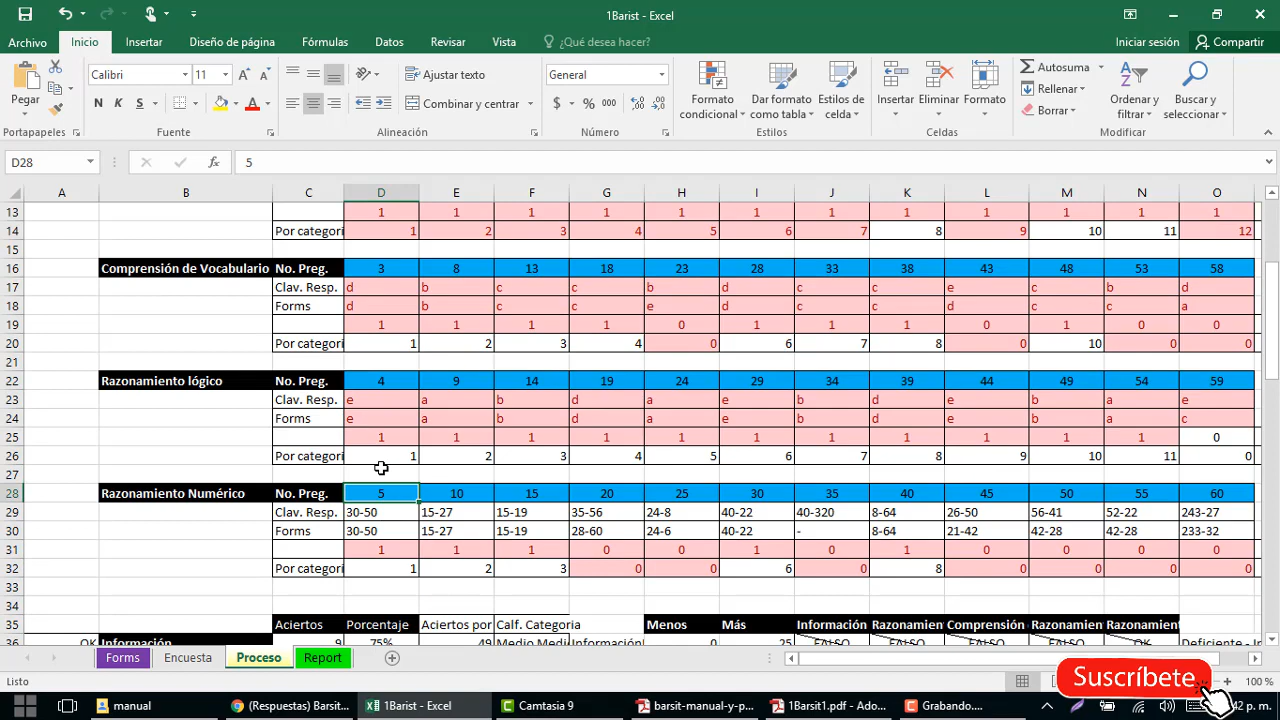 1Barist - Excel
Archivo Inicio Insertar Diseño de página Fórmulas Datos Revisar Vista ¿Qué desea hacer? Iniciar sesión Compartir
Pegar Calibri 11 Ajustar texto General Formato condicional Dar formato como tabla Estilos de celda Insertar Eliminar Formato Autosuma Rellenar Borrar Ordenar y filtrar Buscar y seleccionar
N K S Combinar y centrar $ % 000
Portapapeles Fuente Alineación Número Estilos Celdas Modificar
D28 fx 5
A B C D E F G H I J K L M N O
13 1 1 1 1 1 1 1 1 1 1 1 1
14 Por categori 1 2 3 4 5 6 7 8 9 10 11 12
15
16 Comprensión de Vocabulario No. Preg. 3 8 13 18 23 28 33 38 43 48 53 58
17 Clav. Resp. d b c c b d c c e c b d
18 Forms d b c c e d c c d c c a
19 1 1 1 1 0 1 1 1 0 1 0 0
20 Por categori 1 2 3 4 0 6 7 8 0 10 0 0
21
22 Razonamiento lógico No. Preg. 4 9 14 19 24 29 34 39 44 49 54 59
23 Clav. Resp. e a b d a e b d e b a e
24 Forms e a b d a e b d e b a c
25 1 1 1 1 1 1 1 1 1 1 1 0
26 Por categori 1 2 3 4 5 6 7 8 9 10 11 0
27
28 Razonamiento Numérico No. Preg. 5 10 15 20 25 30 35 40 45 50 55 60
29 Clav. Resp. 30-50 15-27 15-19 35-56 24-8 40-22 40-320 8-64 26-50 56-41 52-22 243-27
30 Forms 30-50 15-27 15-19 28-60 24-6 40-22 - 8-64 21-42 42-28 42-28 233-32
31 1 1 1 0 0 1 0 1 0 0 0 0
32 Por categori 1 2 3 0 0 6 0 8 0 0 0 0
33
34
35 Aciertos Porcentaje Aciertos por Calf. Categoria Menos Más Información Razonamien Comprensión Razonam Razonamient
36 OK Información 9 75% 49 Medio Medi Información 0 25 FALSO FALSO FALSO FALSO OK Deficiente - I
Forms Encuesta Proceso Report
Listo 100 %
Suscríbete
manual (Respuestas) Barsit... 1Barist - Excel Camtasia 9 barsit-manual-y-p... 1Barsit1.pdf - Ado... Grabando... 42 p. m.